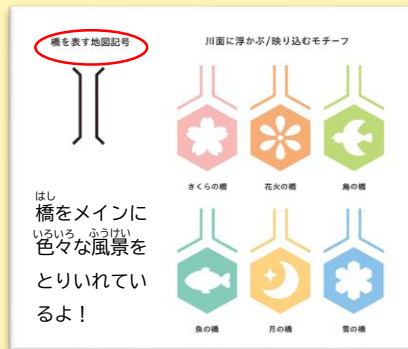 橋を表す地図記号
川面に浮かぶ/映り込むモチーフ
さくらの橋
花火の橋
鳥の橋
はし
橋をメインに
いろいろ ふうけい
色々な風景を
とりいれてい
るよ!
魚の橋
月の橋
雪の橋